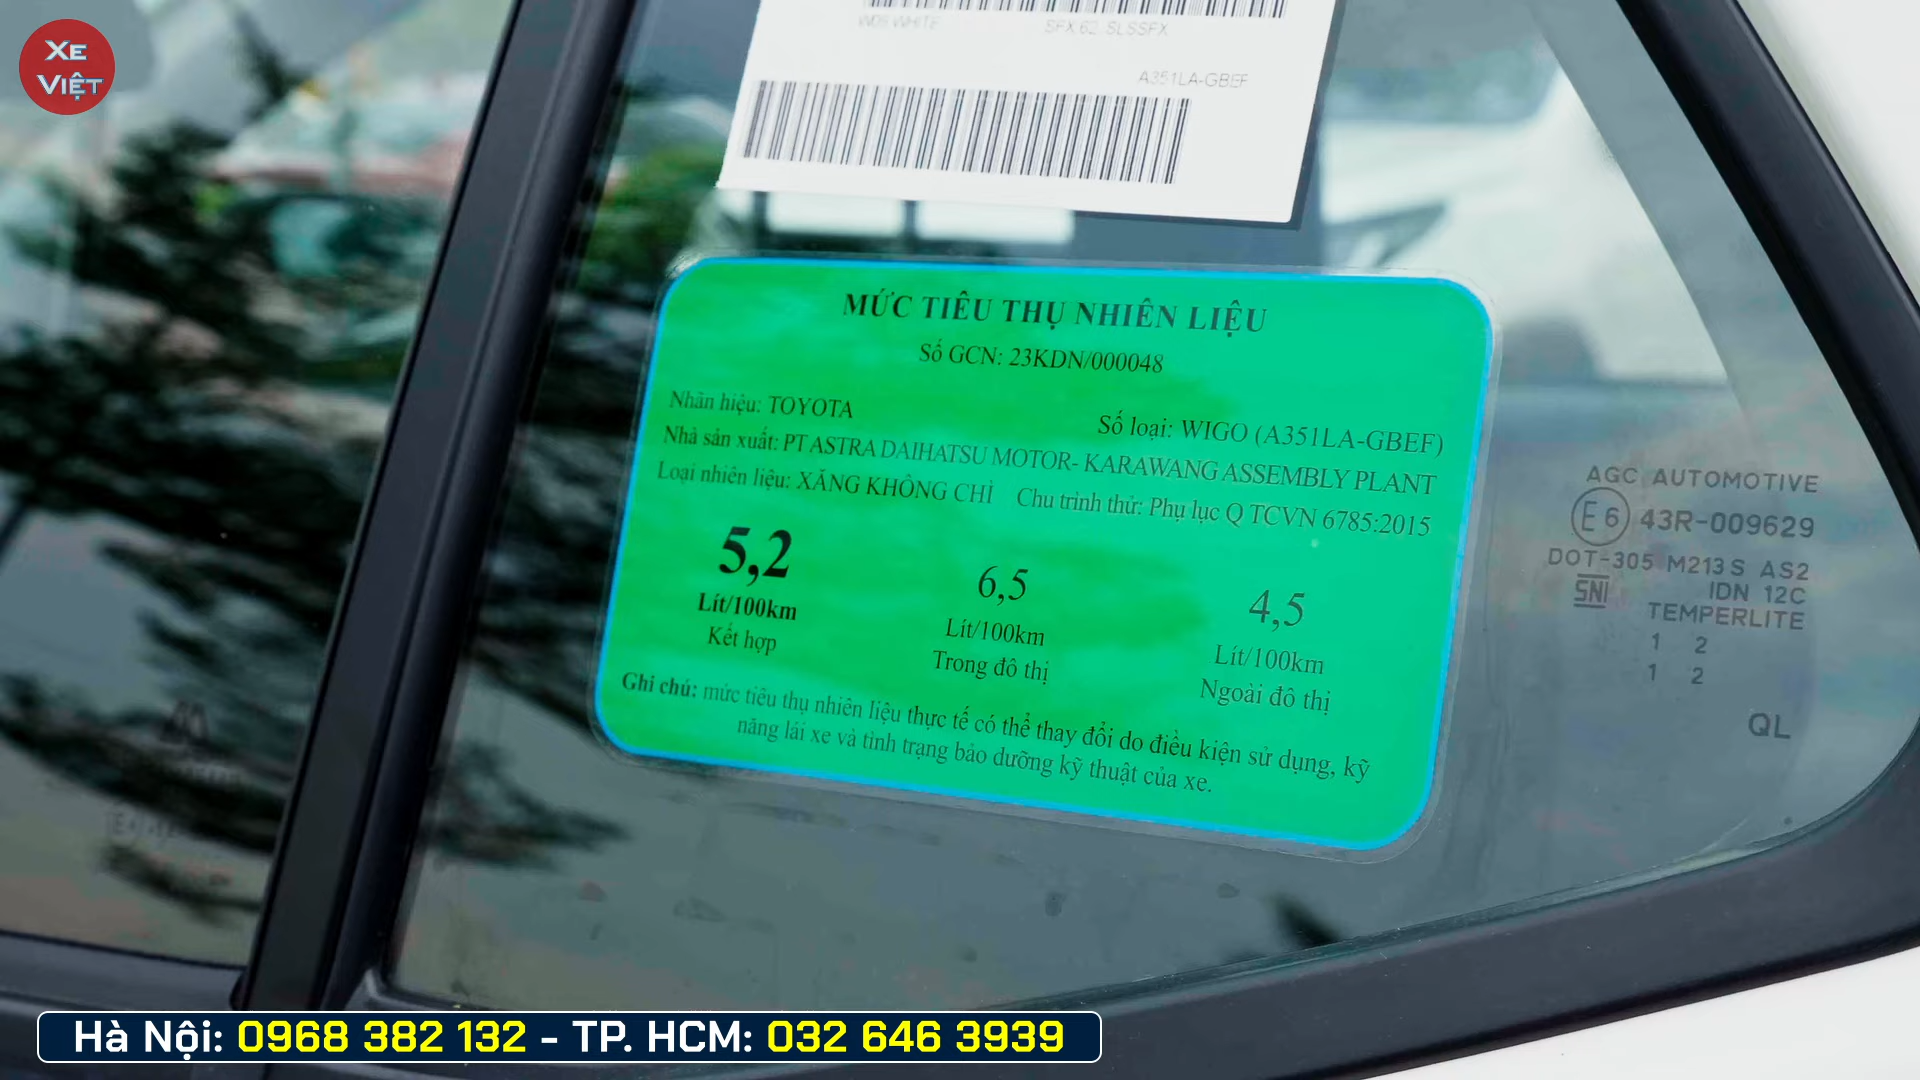 XE
VIỆT
W09.WHITE
SFX.62. SLSSFX
A351LA-GBEF
MỨC TIÊU THỤ NHIÊN LIỆU
Số GCN: 23KDN/000048
Nhãn hiệu: TOYOTA
Số loại: WIGO (A351LA-GBEF)
Nhà sản xuất: PT ASTRA DAIHATSU MOTOR- KARAWANG ASSEMBLY PLANT
Loại nhiên liệu: XĂNG KHÔNG CHÌ Chu trình thử: Phụ lục Q TCVN 6785:2015
5,2
Lít/100km
Kết hợp
6,5
Lít/100km
Trong đô thị
4,5
Lít/100km
Ngoài đô thị
Ghi chú: mức tiêu thụ nhiên liệu thực tế có thể thay đổi do điều kiện sử dụng, kỹ
năng lái xe và tình trạng bảo dưỡng kỹ thuật của xe.
AGC AUTOMOTIVE
E6 43R-009629
DOT-305 M213S AS2
SNI IDN 12C
TEMPERLITE
1 2
1 2
QL
Hà Nội: 0968 382 132 - TP. HCM: 032 646 3939